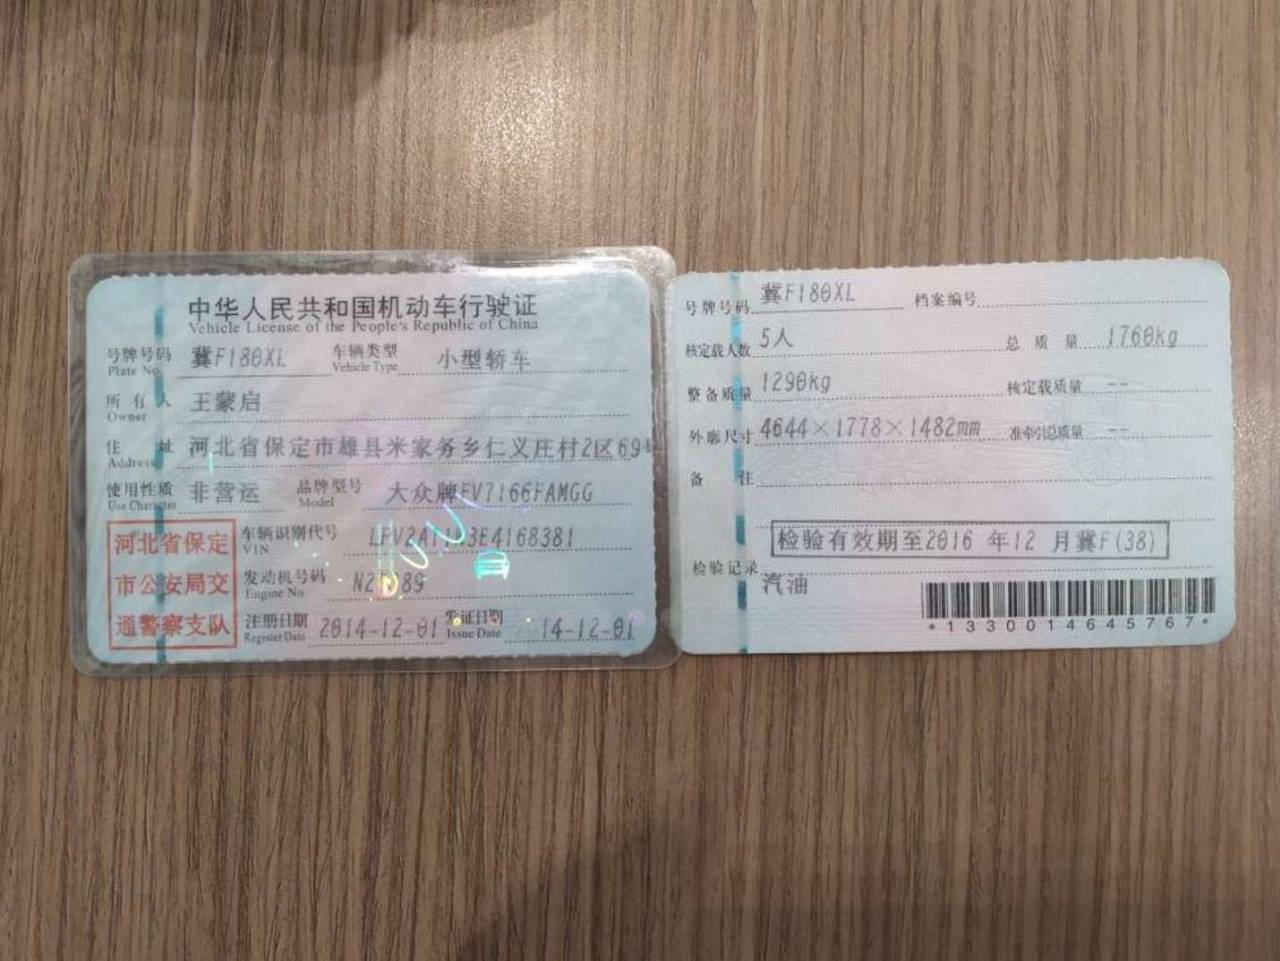 中华人民共和国机动车行驶证
Vehicle License of the People's Republic of China
号牌号码 冀F180XL 车辆类型 小型轿车
Plate No. Vehicle Type
所有人 王蒙启
Owner
住址 河北省保定市雄县米家务乡仁义庄村2区69号
Address
使用性质 非营运 品牌型号 大众牌FV7166FAMGG
Use Character Model
河北省保定
市公安局交
通警察支队
车辆识别代号
VIN
发动机号码
Engine No.
注册日期 2014-12-01 发证日期 14-12-01
Register Date Issue Date
号牌号码 冀F180XL 档案编号
核定载人数 5人 总质量 1760kg
整备质量 1290kg 核定载质量 --
外廓尺寸 4644×1778×1482mm 准牵引总质量 --
备注
检验有效期至2016 年12 月冀F(38)
检验记录
汽油
*1330014645767*